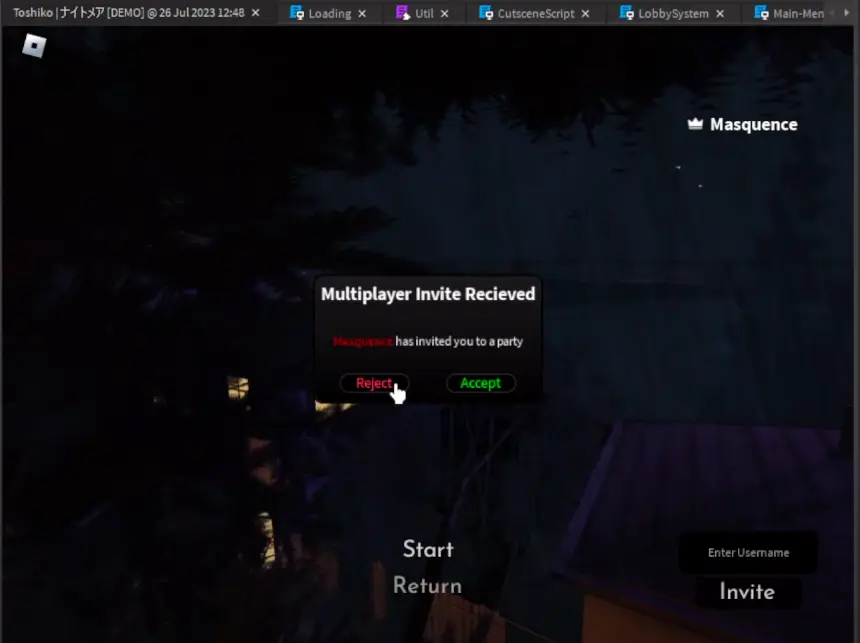 Toshiko | ナイトメア [DEMO] @ 26 Jul 2023 12:48
Loading
Util
CutsceneScript
LobbySystem
Main-Men
Masquence
Multiplayer Invite Recieved
Masquence has invited you to a party
Reject
Accept
Start
Return
Enter Username
Invite